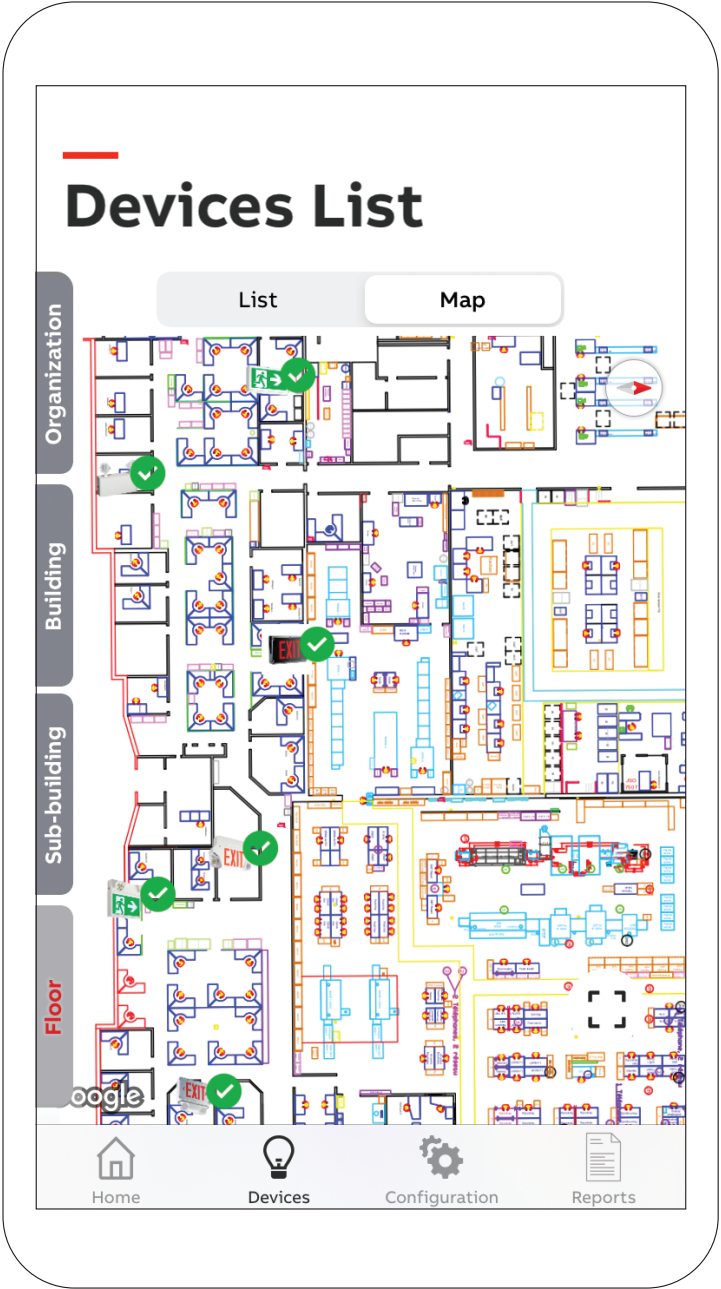 Devices List
List
Map
Organization
Building
Sub-building
Floor
EXIT
EXIT
EXIT
oogle
Home
Devices
Configuration
Reports